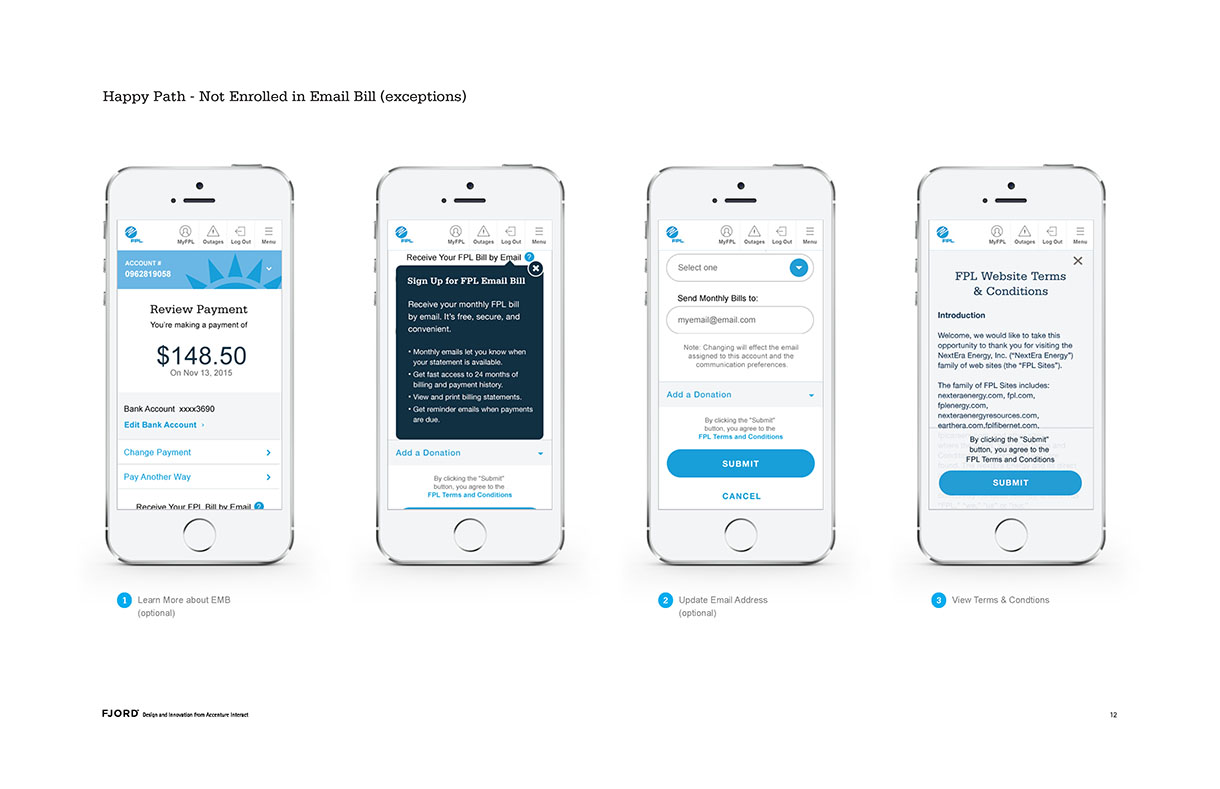 Happy Path - Not Enrolled in Email Bill (exceptions)
FPL
MyFPL
Outages
Log Out
Menu
ACCOUNT #
0962819058
Review Payment
You're making a payment of
$148.50
On Nov 13, 2015
Bank Account xxxx3690
Edit Bank Account ›
Change Payment
Pay Another Way
Receive Your FPL Bill by Email ?
FPL
MyFPL
Outages
Log Out
Menu
Receive Your FPL Bill by Email ?
Sign Up for FPL Email Bill
Receive your monthly FPL bill
by email. It's free, secure, and
convenient.
• Monthly emails let you know when
your statement is available.
• Get fast access to 24 months of
billing and payment history.
• View and print billing statements.
• Get reminder emails when payments
are due.
Add a Donation
By clicking the "Submit"
button, you agree to the
FPL Terms and Conditions
FPL
MyFPL
Outages
Log Out
Menu
Select one
Send Monthly Bills to:
myemail@email.com
Note: Changing will effect the email
assigned to this account and the
communication preferences.
Add a Donation
By clicking the "Submit"
button, you agree to the
FPL Terms and Conditions
SUBMIT
CANCEL
FPL
MyFPL
Outages
Log Out
Menu
FPL Website Terms
& Conditions
Introduction
Welcome, we would like to take this
opportunity to thank you for visiting the
NextEra Energy, Inc. ("NextEra Energy")
family of web sites (the "FPL Sites").
The family of FPL Sites includes:
nexteraenergy.com, fpl.com,
fplenergy.com,
nexteraenergyresources.com,
earthera.com,fplfibernet.com,
By clicking the "Submit"
button, you agree to the
FPL Terms and Conditions
SUBMIT
1 Learn More about EMB
(optional)
2 Update Email Address
(optional)
3 View Terms & Condtions
FJORD Design and Innovation from Accenture Interact
12